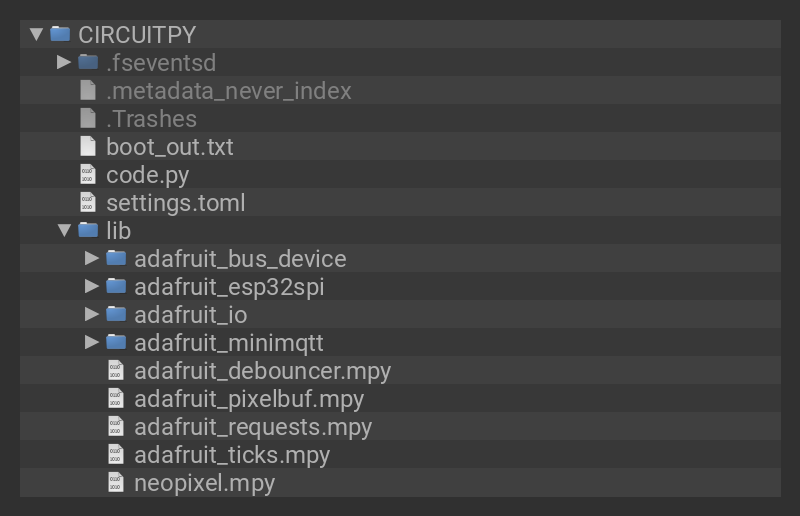 CIRCUITPY
.fseventsd
.metadata_never_index
.Trashes
boot_out.txt
code.py
settings.toml
lib
adafruit_bus_device
adafruit_esp32spi
adafruit_io
adafruit_minimqtt
adafruit_debouncer.mpy
adafruit_pixelbuf.mpy
adafruit_requests.mpy
adafruit_ticks.mpy
neopixel.mpy